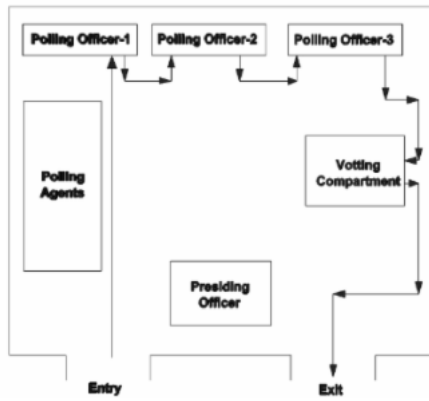 Polling Officer-1 Polling Officer-2 Polling Officer-3
Polling
Agents
Votting
Compartment
Presiding
Officer
Entry Exit